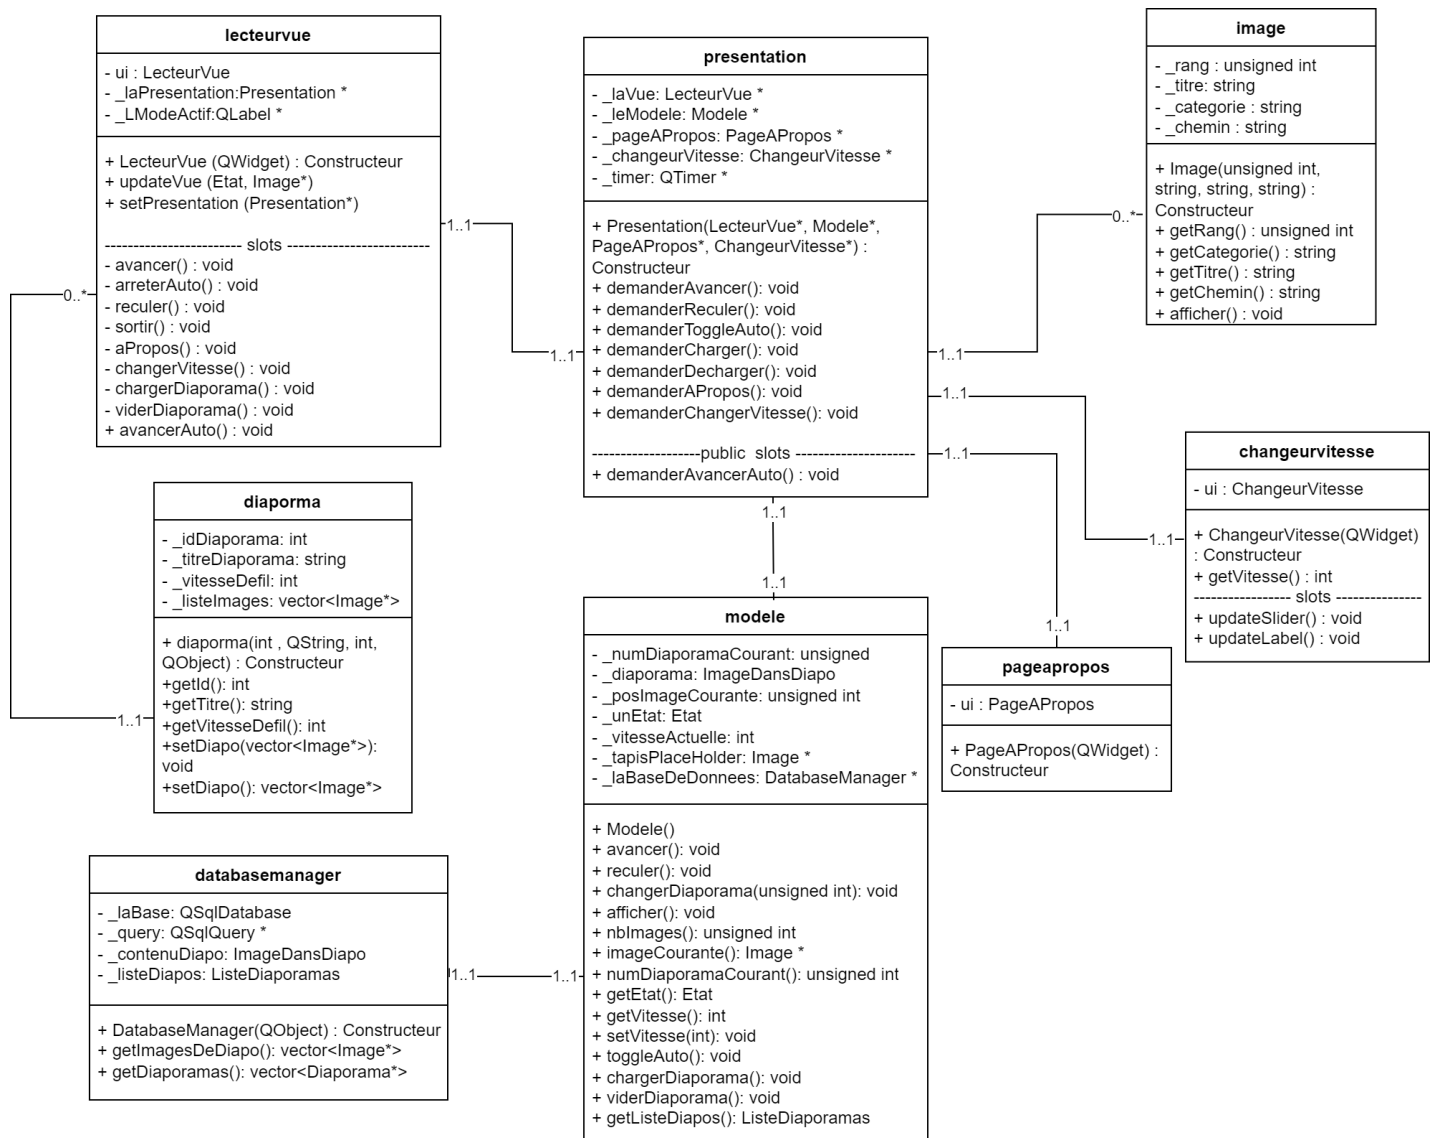 lecteurvue
- ui : LecteurVue
- _laPresentation:Presentation *
- _LModeActif:QLabel *
+ LecteurVue (QWidget) : Constructeur
+ updateVue (Etat, Image*)
+ setPresentation (Presentation*)
------------------------ slots -------------------------
- avancer() : void
- arreterAuto() : void
- reculer() : void
- sortir() : void
- aPropos() : void
- changerVitesse() : void
- chargerDiaporama() : void
- viderDiaporama() : void
+ avancerAuto() : void
1..1
0..*
1..1
1..1
presentation
- _laVue: LecteurVue *
- _leModele: Modele *
- _pageAPropos: PageAPropos *
- _changeurVitesse: ChangeurVitesse *
- _timer: QTimer *
+ Presentation(LecteurVue*, Modele*,
PageAPropos*, ChangeurVitesse*) :
Constructeur
+ demanderAvancer(): void
+ demanderReculer(): void
+ demanderToggleAuto(): void
+ demanderCharger(): void
+ demanderDecharger(): void
+ demanderAPropos(): void
+ demanderChangerVitesse(): void
-------------------public  slots ---------------------
+ demanderAvancerAuto() : void
1..1
1..1
1..1
1..1
1..1
image
- _rang : unsigned int
- _titre: string
- _categorie : string
- _chemin : string
+ Image(unsigned int,
string, string, string) :
Constructeur
+ getRang() : unsigned int
+ getCategorie() : string
+ getTitre() : string
+ getChemin() : string
+ afficher() : void
0..*
changeurvitesse
- ui : ChangeurVitesse
+ ChangeurVitesse(QWidget)
: Constructeur
+ getVitesse() : int
----------------- slots ---------------
+ updateSlider() : void
+ updateLabel() : void
1..1
1..1
pageapropos
- ui : PageAPropos
+ PageAPropos(QWidget) :
Constructeur
diaporma
- _idDiaporama: int
- _titreDiaporama: string
- _vitesseDefil: int
- _listeImages: vector<Image*>
+ diaporma(int , QString, int,
QObject) : Constructeur
+getId(): int
+getTitre(): string
+getVitesseDefil(): int
+setDiapo(vector<Image*>):
void
+setDiapo(): vector<Image*>
modele
- _numDiaporamaCourant: unsigned
- _diaporama: ImageDansDiapo
- _posImageCourante: unsigned int
- _unEtat: Etat
- _vitesseActuelle: int
- _tapisPlaceHolder: Image *
- _laBaseDeDonnees: DatabaseManager *
+ Modele()
+ avancer(): void
+ reculer(): void
+ changerDiaporama(unsigned int): void
+ afficher(): void
+ nbImages(): unsigned int
+ imageCourante(): Image *
+ numDiaporamaCourant(): unsigned int
+ getEtat(): Etat
+ getVitesse(): int
+ setVitesse(int): void
+ toggleAuto(): void
+ chargerDiaporama(): void
+ viderDiaporama(): void
+ getListeDiapos(): ListeDiaporamas
databasemanager
- _laBase: QSqlDatabase
- _query: QSqlQuery *
- _contenuDiapo: ImageDansDiapo
- _listeDiapos: ListeDiaporamas
+ DatabaseManager(QObject) : Constructeur
+ getImagesDeDiapo(): vector<Image*>
+ getDiaporamas(): vector<Diaporama*>
1..1
1..1